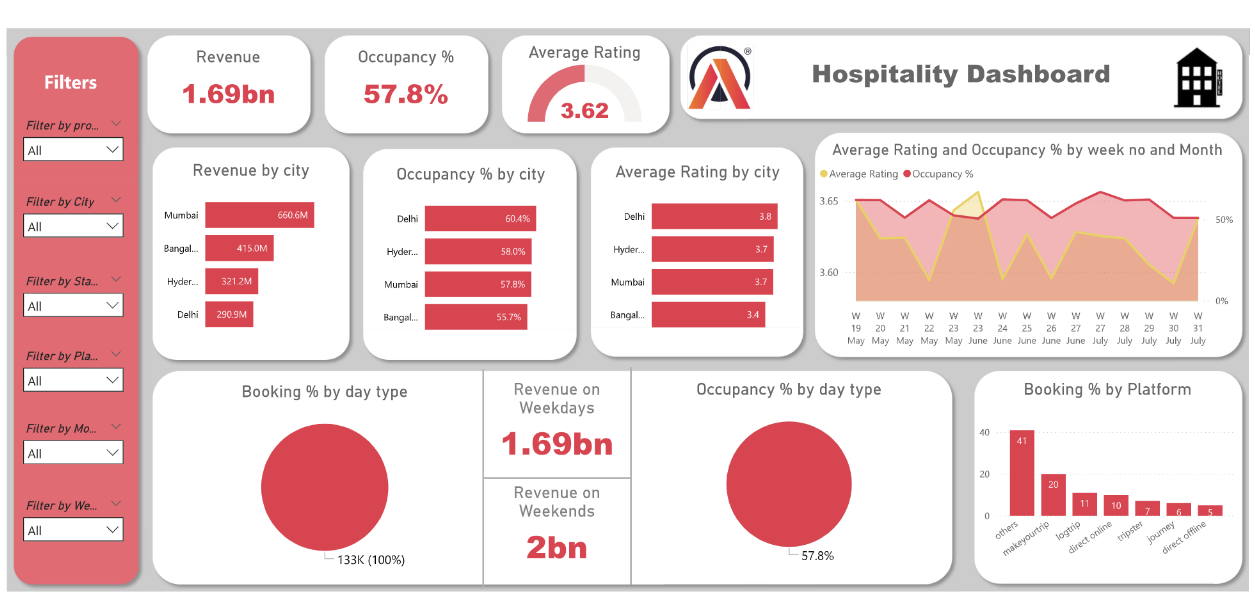 Filters
Filter by pro...
All
Filter by City
All
Filter by Sta...
All
Filter by Pla...
All
Filter by Mo...
All
Filter by We...
All
Revenue
1.69bn
Occupancy %
57.8%
Average Rating
3.62
®
Hospitality Dashboard
HOTEL
Revenue by city
Mumbai 660.6M
Bangal... 415.0M
Hyder... 321.2M
Delhi 290.9M
Occupancy % by city
Delhi 60.4%
Hyder... 58.0%
Mumbai 57.8%
Bangal... 55.7%
Average Rating by city
Delhi 3.8
Hyder... 3.7
Mumbai 3.7
Bangal... 3.4
Average Rating and Occupancy % by week no and Month
Average Rating Occupancy %
3.65
50%
3.60
0%
W W W W W W W W W W W W W W W
19 20 21 22 23 23 24 25 26 27 27 28 29 30 31
May May May May May June June June June June July July July July July
Booking % by day type
133K (100%)
Revenue on
Weekdays
1.69bn
Revenue on
Weekends
2bn
Occupancy % by day type
57.8%
Booking % by Platform
40
20
0
41 20 11 10 7 6 5
others makeyourtrip logtrip direct online tripster journey direct offline